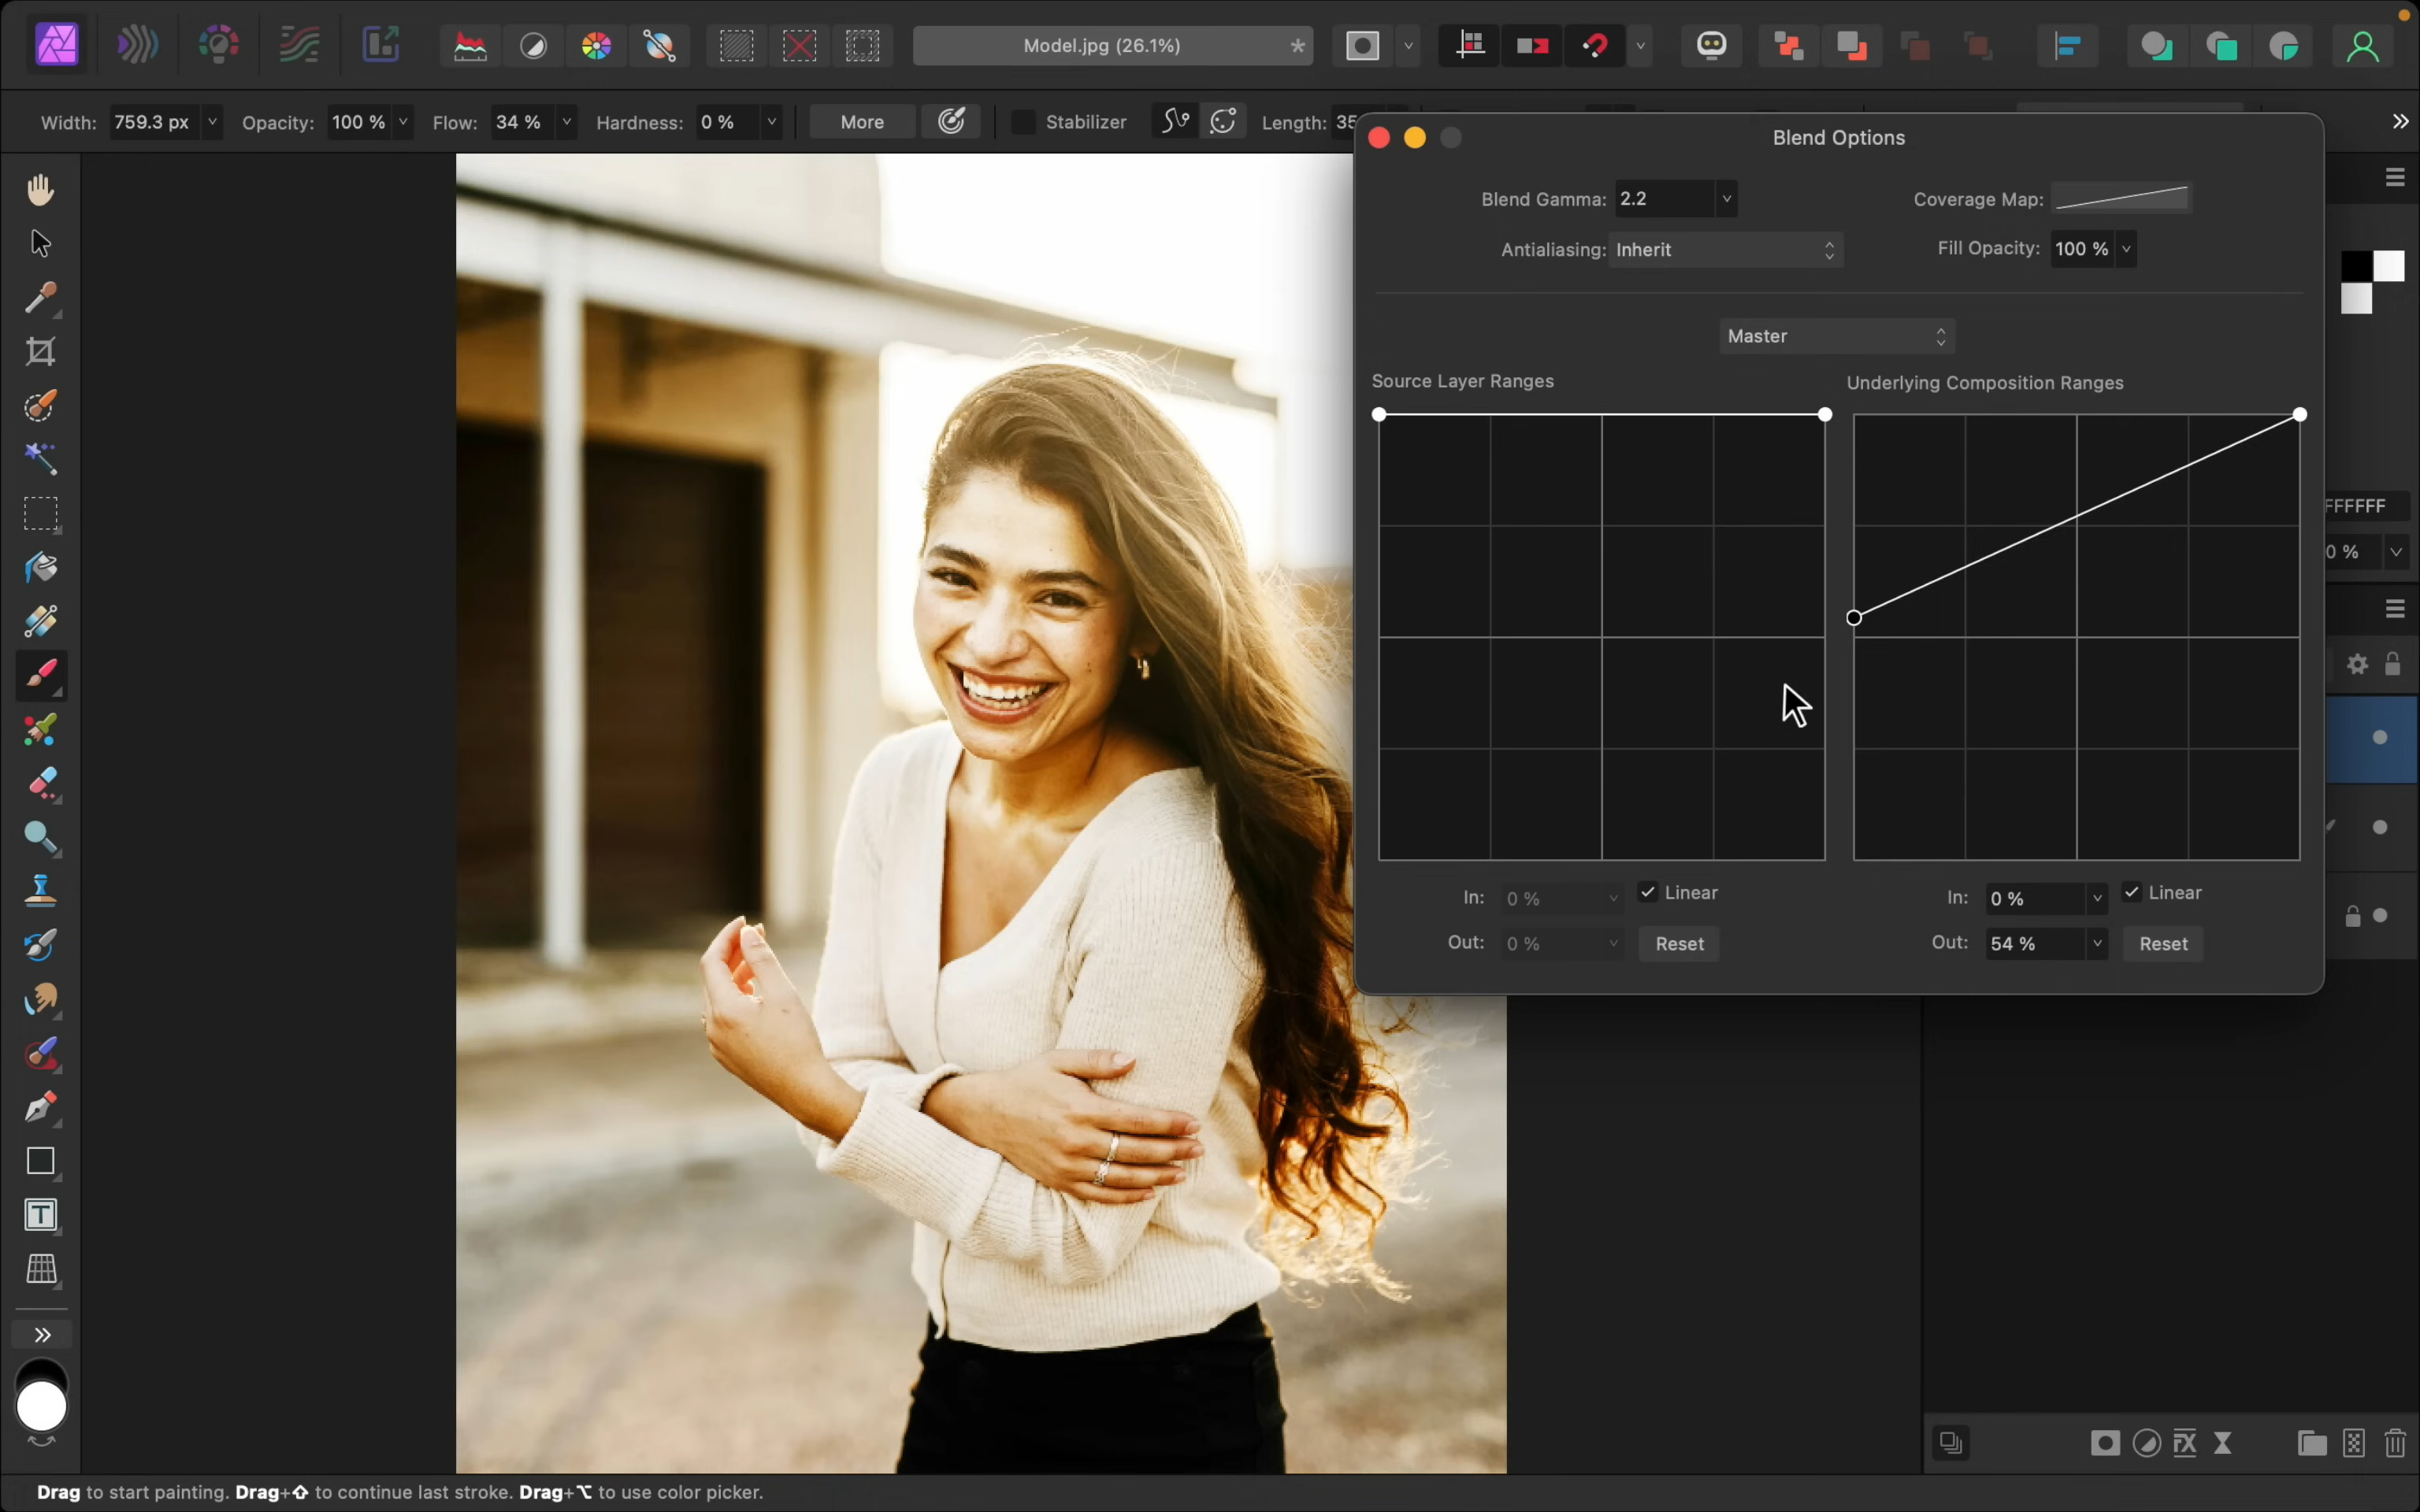 Model.jpg (26.1%) *
Width: 759.3 px Opacity: 100 % Flow: 34 % Hardness: 0 % More Stabilizer Length: 35
Blend Options
Blend Gamma: 2.2 Coverage Map:
Antialiasing: Inherit Fill Opacity: 100 %
Master
Source Layer Ranges Underlying Composition Ranges
FFFFFF
0 %
In: 0 % Linear In: 0 % Linear
Out: 0 % Reset Out: 54 % Reset
T
FX
Drag to start painting. Drag+⇧ to continue last stroke. Drag+⌥ to use color picker.